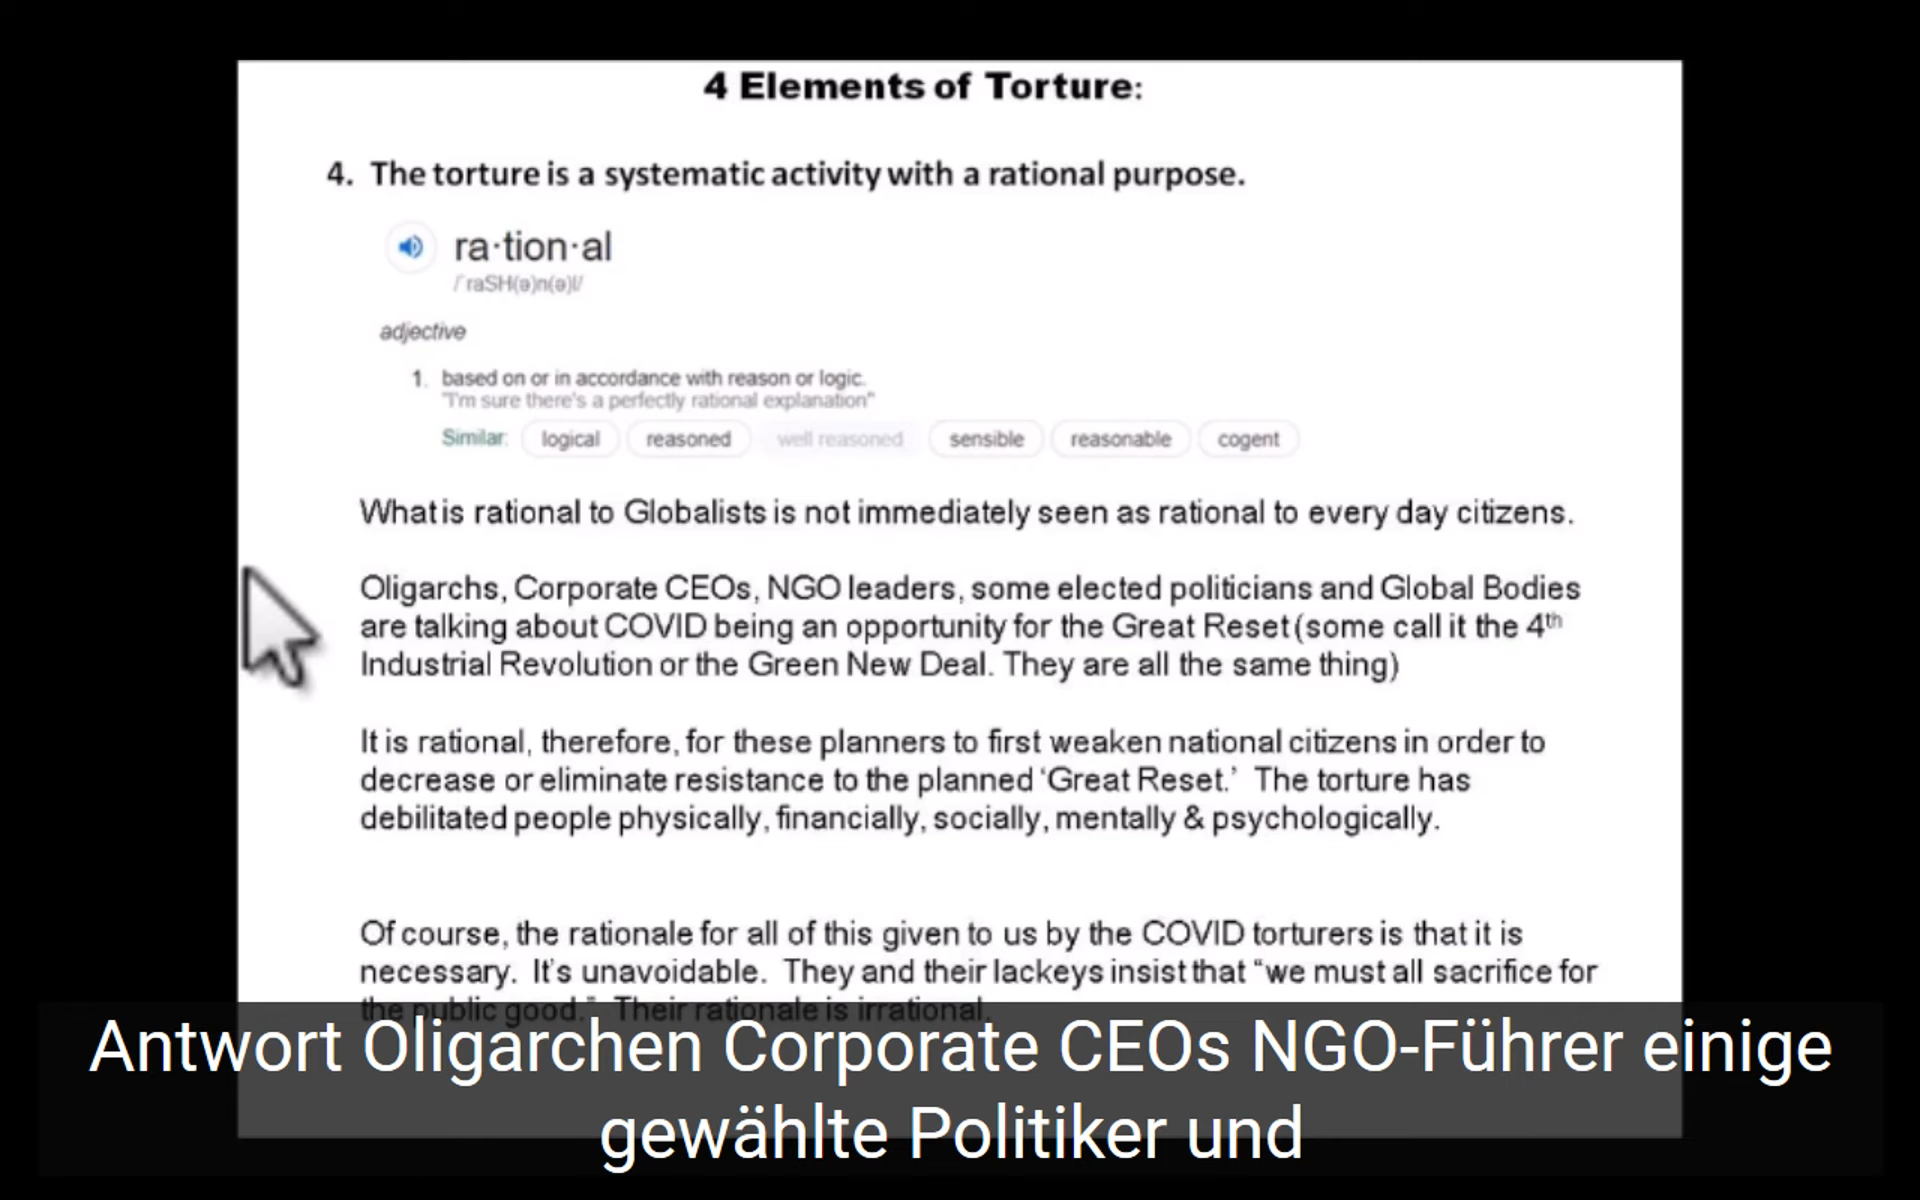 4 Elements of Torture:
4. The torture is a systematic activity with a rational purpose.
ra·tion·al
/ˈraSH(ə)n(ə)l/
adjective
1. based on or in accordance with reason or logic.
"I'm sure there's a perfectly rational explanation"
Similar: logical reasoned well reasoned sensible reasonable cogent
What is rational to Globalists is not immediately seen as rational to every day citizens.
Oligarchs, Corporate CEOs, NGO leaders, some elected politicians and Global Bodies
are talking about COVID being an opportunity for the Great Reset (some call it the 4th
Industrial Revolution or the Green New Deal. They are all the same thing)
It is rational, therefore, for these planners to first weaken national citizens in order to
decrease or eliminate resistance to the planned ‘Great Reset.’ The torture has
debilitated people physically, financially, socially, mentally & psychologically.
Of course, the rationale for all of this given to us by the COVID torturers is that it is
necessary. It’s unavoidable. They and their lackeys insist that “we must all sacrifice for
the public good.” Their rationale is irrational.
Antwort Oligarchen Corporate CEOs NGO-Führer einige
gewählte Politiker und